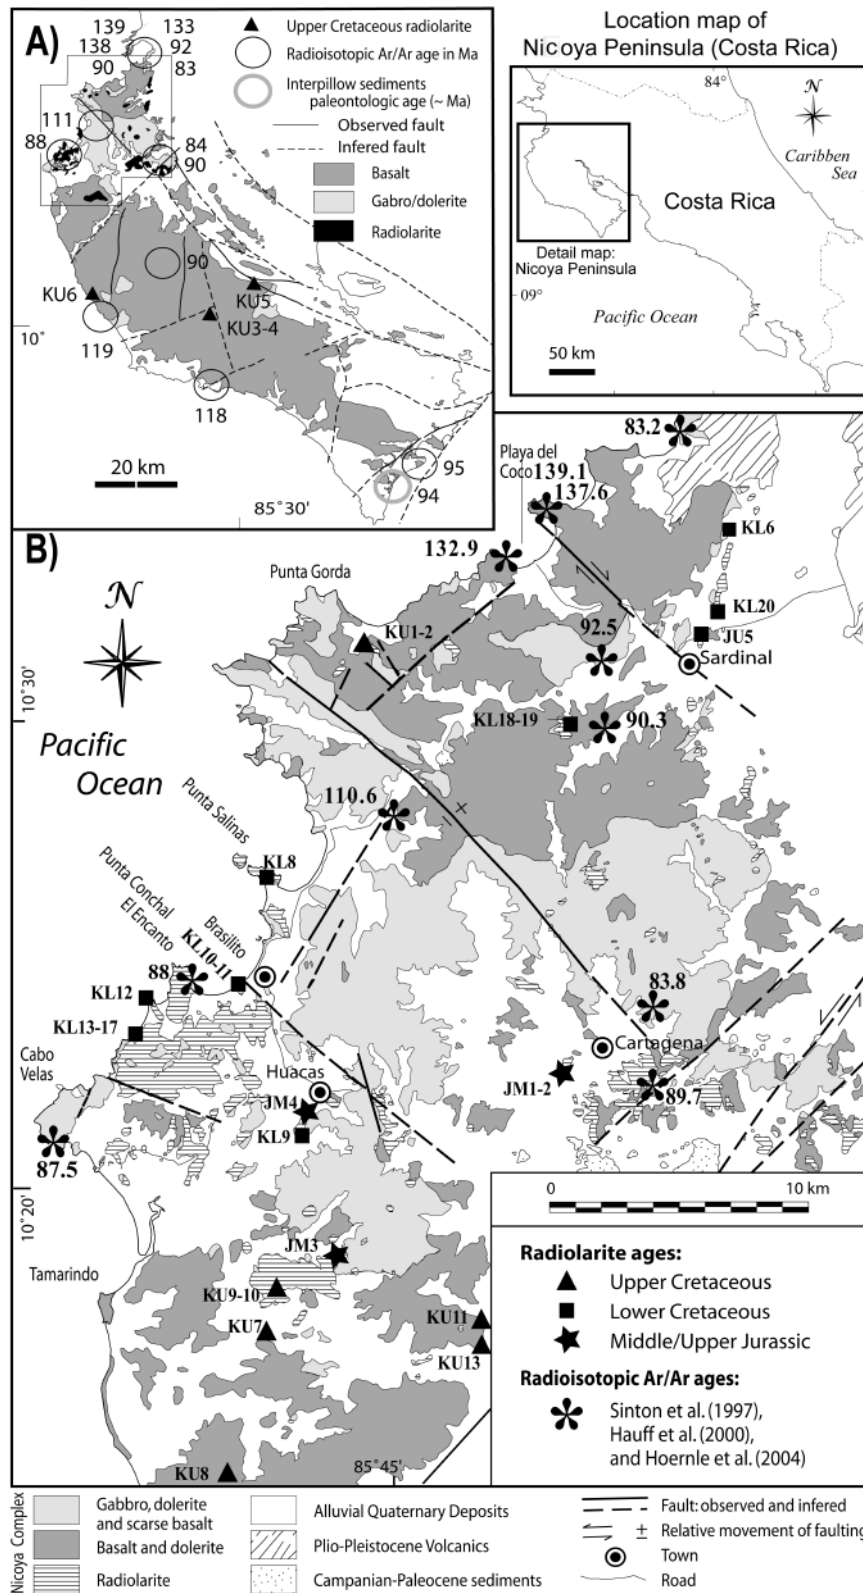 A)
139
138
90
133
92
83
111
88
84
90
90
KU6
KU5
KU3-4
10°
119
118
20 km
85°30'
95
94
Upper Cretaceous radiolarite
Radioisotopic Ar/Ar age in Ma
Interpillow sediments
paleontologic age (~ Ma)
Observed fault
Infered fault
Basalt
Gabro/dolerite
Radiolarite
Location map of
Nicoya Peninsula (Costa Rica)
84°
N
Caribben
Sea
Costa Rica
Detail map:
Nicoya Peninsula
09°
Pacific Ocean
50 km
B)
N
83.2
Playa del
Coco
139.1
137.6
KL6
132.9
Punta Gorda
KL20
KU1-2
92.5
JU5
Sardinal
10°30
KL18-19
90.3
Pacific
Ocean
110.6
Punta Salinas
KL8
Punta Conchal
El Encanto
Brasilito
KL10-11
88
KL12
83.8
KL13-17
Cartagena
Cabo
Velas
Huacas
JM1-2
JM4
89.7
KL9
87.5
10°20
JM3
Tamarindo
KU9-10
KU7
KU11
KU13
85°45'
KU8
0 10 km
Radiolarite ages:
Upper Cretaceous
Lower Cretaceous
Middle/Upper Jurassic
Radioisotopic Ar/Ar ages:
Sinton et al. (1997),
Hauff et al. (2000),
and Hoernle et al. (2004)
Nicoya Complex
Gabbro, dolerite
and scarse basalt
Basalt and dolerite
Radiolarite
Alluvial Quaternary Deposits
Plio-Pleistocene Volcanics
Campanian-Paleocene sediments
Fault: observed and infered
± Relative movement of faulting
Town
Road